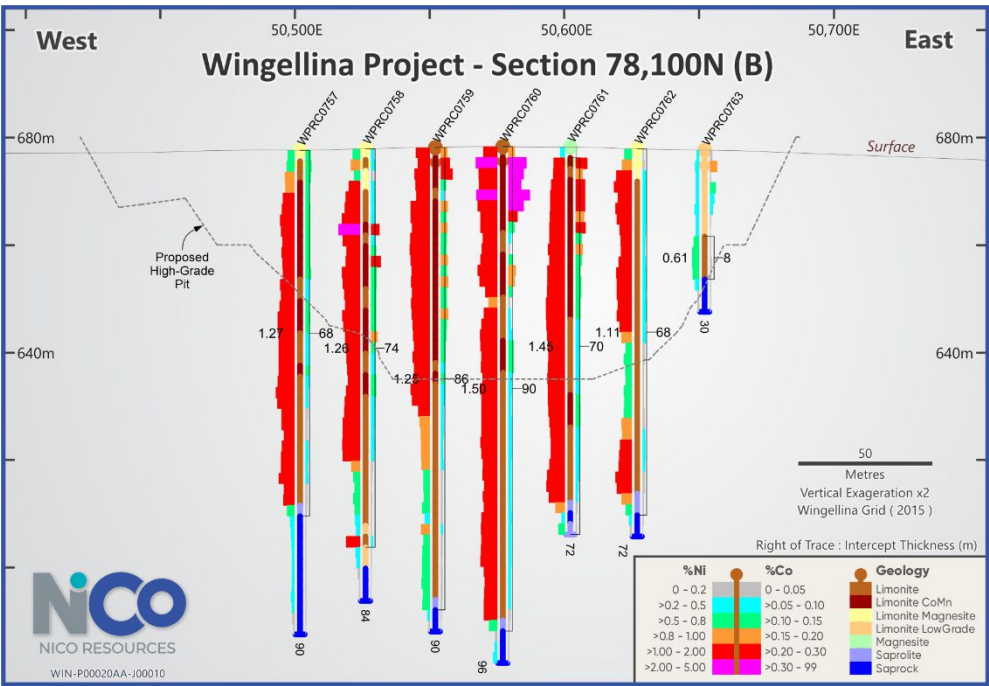 West
50,500E
50,600E
50,700E
East
Wingellina Project - Section 78,100N (B)
WPRC0757
WPRC0758
WPRC0759
WPRC0760
WPRC0761
WPRC0762
WPRC0763
680m
680m
Surface
Proposed
High-Grade
Pit
0.61
8
30
1.27
68
1.26
74
1.25
86
1.50
90
1.45
70
1.11
68
640m
640m
50
Metres
Vertical Exageration x2
Wingellina Grid ( 2015 )
72
72
84
90
90
96
Right of Trace : Intercept Thickness (m)
%Ni
%Co
Geology
0 - 0.2
0 - 0.05
Limonite
>0.2 - 0.5
>0.05 - 0.10
Limonite CoMn
>0.5 - 0.8
>0.10 - 0.15
Limonite Magnesite
>0.8 - 1.00
>0.15 - 0.20
Limonite LowGrade
>1.00 - 2.00
>0.20 - 0.30
Magnesite
>2.00 - 5.00
>0.30 - 99
Saprolite
Saprock
NiCo
NICO RESOURCES
WIN-P00020AA-J00010